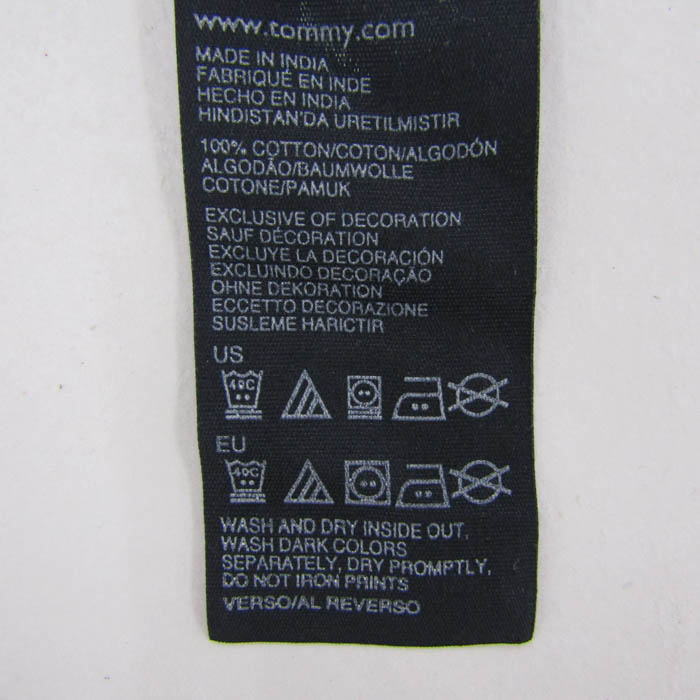 www.tommy.com
MADE IN INDIA
FABRIQUÉ EN INDE
HECHO EN INDIA
HINDISTAN'DA URETILMISTIR
100% COTTON/COTON/ALGODÓN
ALGODÃO/BAUMWOLLE
COTONE/PAMUK
EXCLUSIVE OF DECORATION
SAUF DÉCORATION
EXCLUYE LA DECORACIÓN
EXCLUINDO DECORAÇÃO
OHNE DEKORATION
ECCETTO DECORAZIONE
SUSLEME HARICTIR
US
40C
EU
40C
WASH AND DRY INSIDE OUT,
WASH DARK COLORS
SEPARATELY, DRY PROMPTLY,
DO NOT IRON PRINTS
VERSO/AL REVERSO